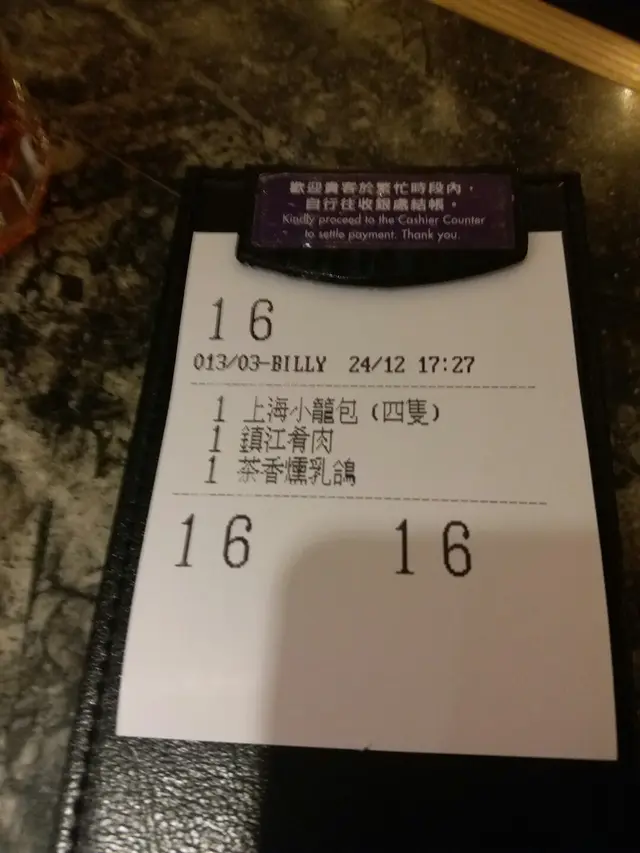 歡迎貴客於繁忙時段內，
自行往收銀處結帳。
Kindly proceed to the Cashier Counter
to settle payment. Thank you.
16
013/03-BILLY 24/12 17:27
1 上海小籠包（四隻）
1 鎮江肴肉
1 茶香燻乳鴿
16 16